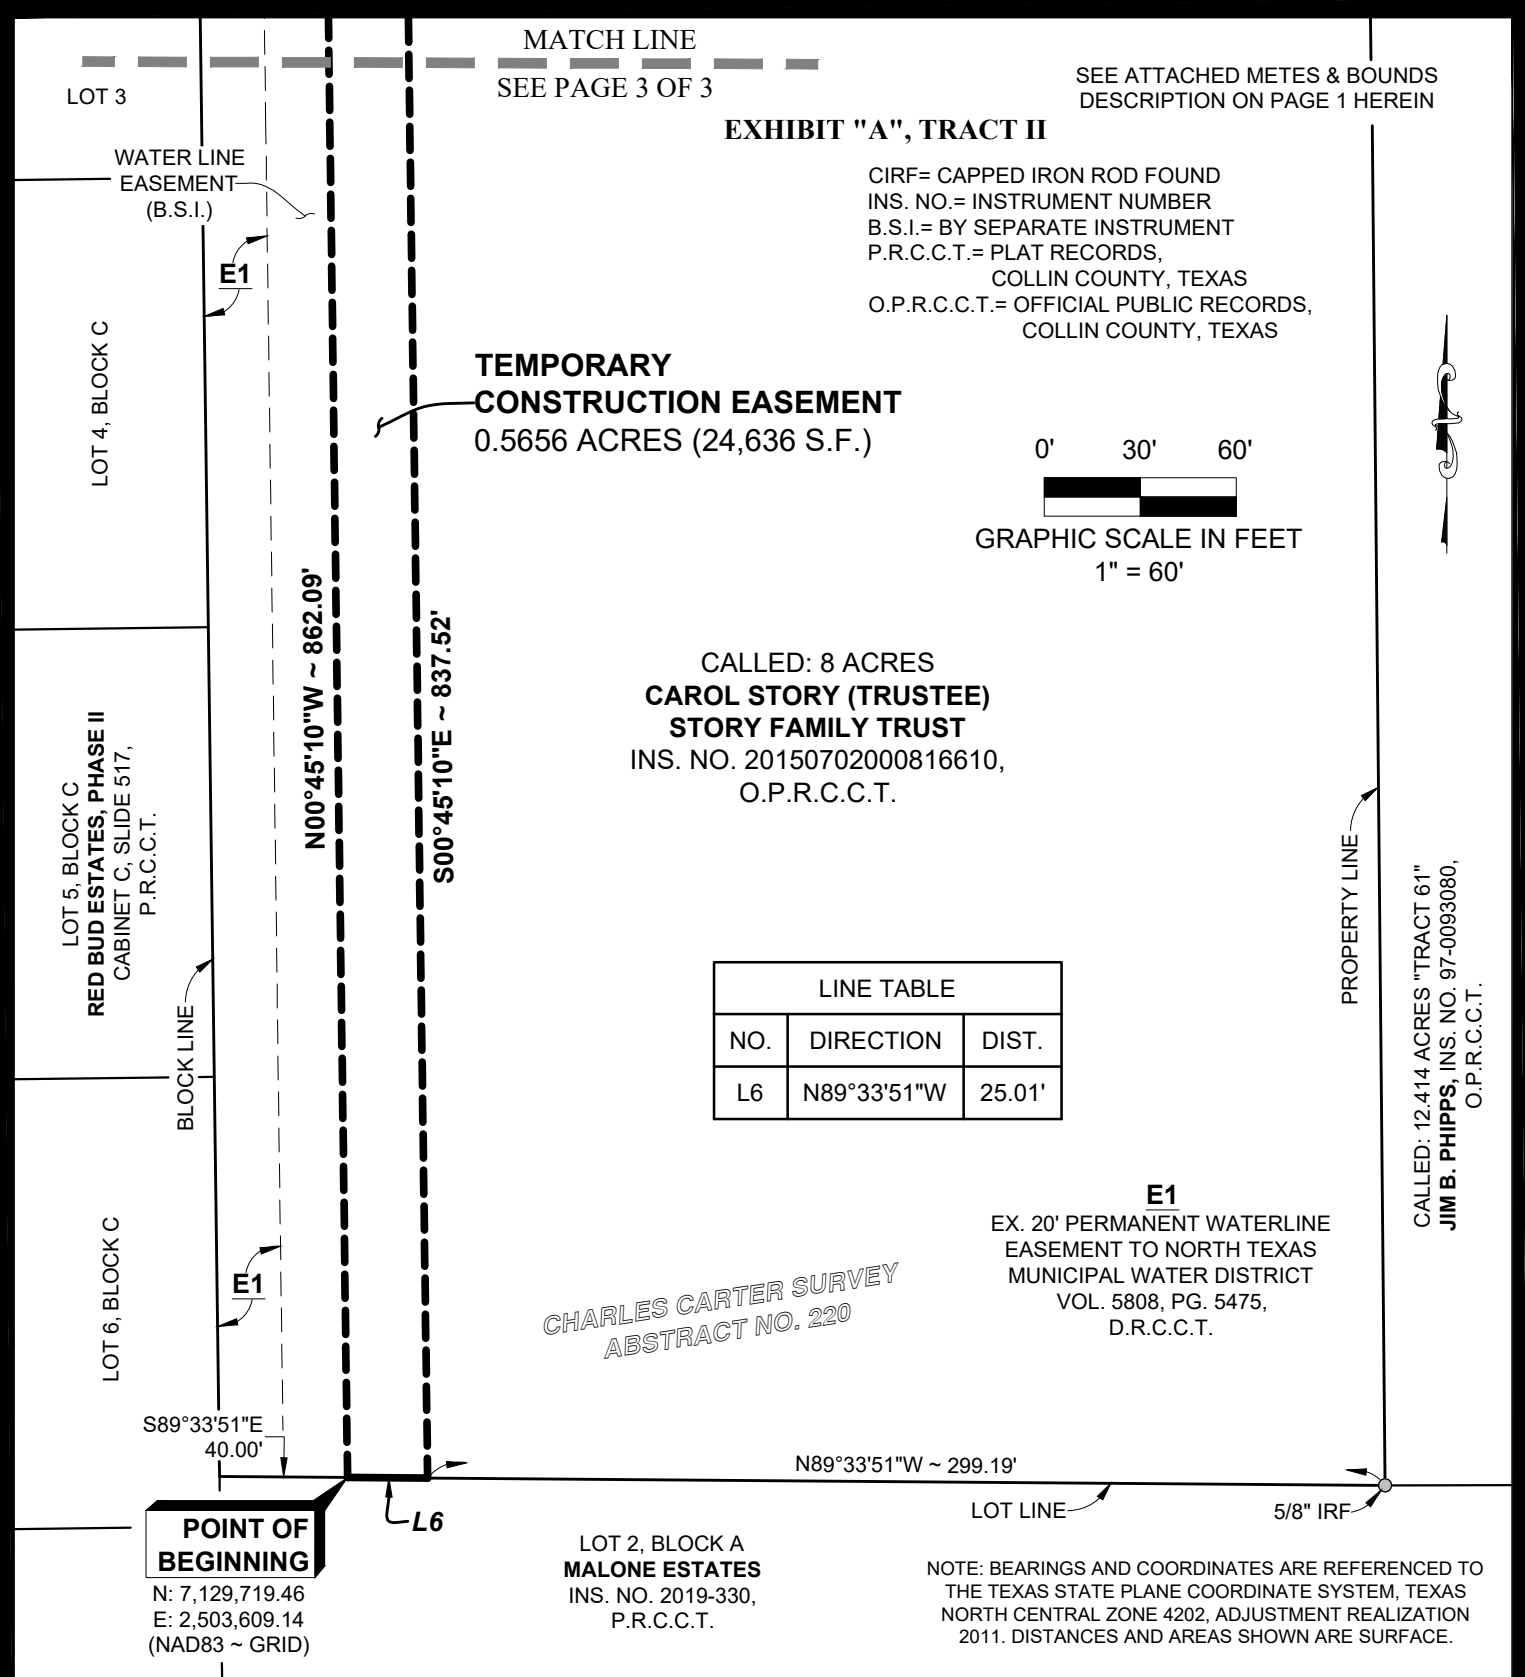 MATCH LINE
SEE PAGE 3 OF 3
LOT 3
SEE ATTACHED METES & BOUNDS
DESCRIPTION ON PAGE 1 HEREIN
EXHIBIT "A", TRACT II
WATER LINE
EASEMENT
(B.S.I.)
CIRF= CAPPED IRON ROD FOUND
INS. NO.= INSTRUMENT NUMBER
B.S.I.= BY SEPARATE INSTRUMENT
P.R.C.C.T.= PLAT RECORDS,
COLLIN COUNTY, TEXAS
O.P.R.C.C.T.= OFFICIAL PUBLIC RECORDS,
COLLIN COUNTY, TEXAS
E1
LOT 4, BLOCK C
TEMPORARY
CONSTRUCTION EASEMENT
0.5656 ACRES (24,636 S.F.)
0' 30' 60'
GRAPHIC SCALE IN FEET
1" = 60'
N00°45'10"W ~ 862.09'
S00°45'10"E ~ 837.52'
CALLED: 8 ACRES
CAROL STORY (TRUSTEE)
STORY FAMILY TRUST
INS. NO. 20150702000816610,
O.P.R.C.C.T.
LOT 5, BLOCK C
RED BUD ESTATES, PHASE II
CABINET C, SLIDE 517,
P.R.C.C.T.
BLOCK LINE
PROPERTY LINE
CALLED: 12.414 ACRES "TRACT 61"
JIM B. PHIPPS, INS. NO. 97-0093080,
O.P.R.C.C.T.
LINE TABLE
NO. DIRECTION DIST.
L6 N89°33'51"W 25.01'
E1
EX. 20' PERMANENT WATERLINE
EASEMENT TO NORTH TEXAS
MUNICIPAL WATER DISTRICT
VOL. 5808, PG. 5475,
D.R.C.C.T.
LOT 6, BLOCK C
E1
CHARLES CARTER SURVEY
ABSTRACT NO. 220
S89°33'51"E
40.00'
N89°33'51"W ~ 299.19'
LOT LINE
5/8" IRF
L6
POINT OF
BEGINNING
N: 7,129,719.46
E: 2,503,609.14
(NAD83 ~ GRID)
LOT 2, BLOCK A
MALONE ESTATES
INS. NO. 2019-330,
P.R.C.C.T.
NOTE: BEARINGS AND COORDINATES ARE REFERENCED TO
THE TEXAS STATE PLANE COORDINATE SYSTEM, TEXAS
NORTH CENTRAL ZONE 4202, ADJUSTMENT REALIZATION
2011. DISTANCES AND AREAS SHOWN ARE SURFACE.